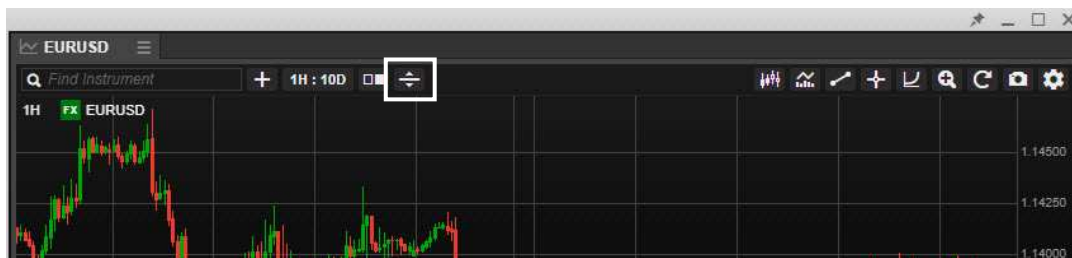 EURUSD
Find Instrument
1H : 10D
1H FX EURUSD
1.14500
1.14250
1.14000